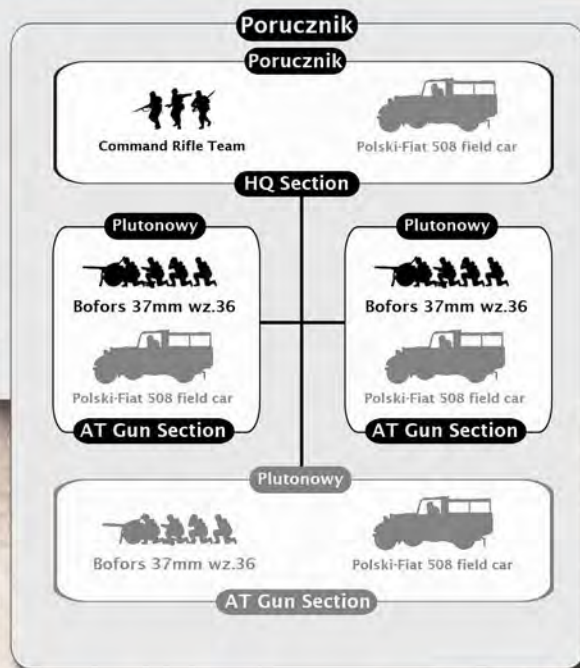 Porucznik
Porucznik
Command Rifle Team
Polski-Fiat 508 field car
HQ Section
Plutonowy
Bofors 37mm wz.36
Polski-Fiat 508 field car
AT Gun Section
Plutonowy
Bofors 37mm wz.36
Polski-Fiat 508 field car
AT Gun Section
Plutonowy
Bofors 37mm wz.36
Polski-Fiat 508 field car
AT Gun Section